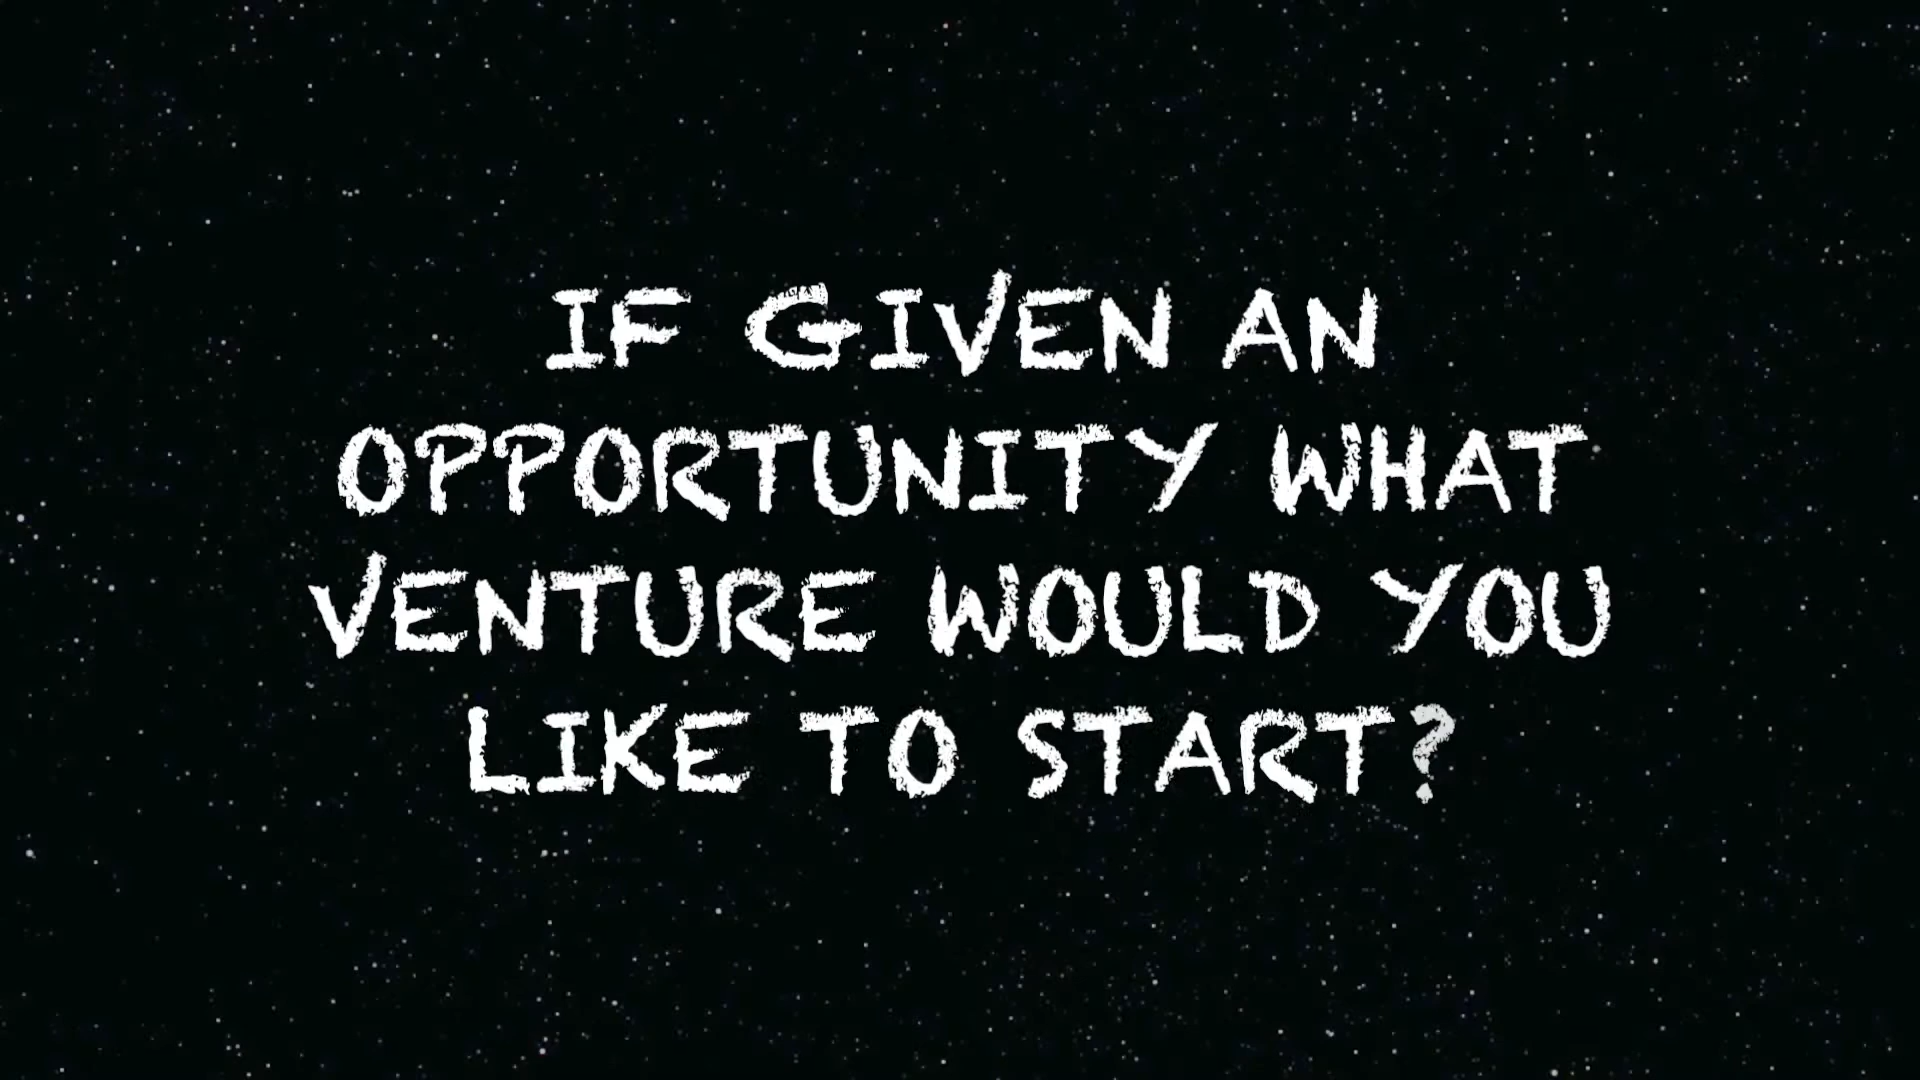 IF GIVEN AN
OPPORTUNITY WHAT
VENTURE WOULD YOU
LIKE TO START?